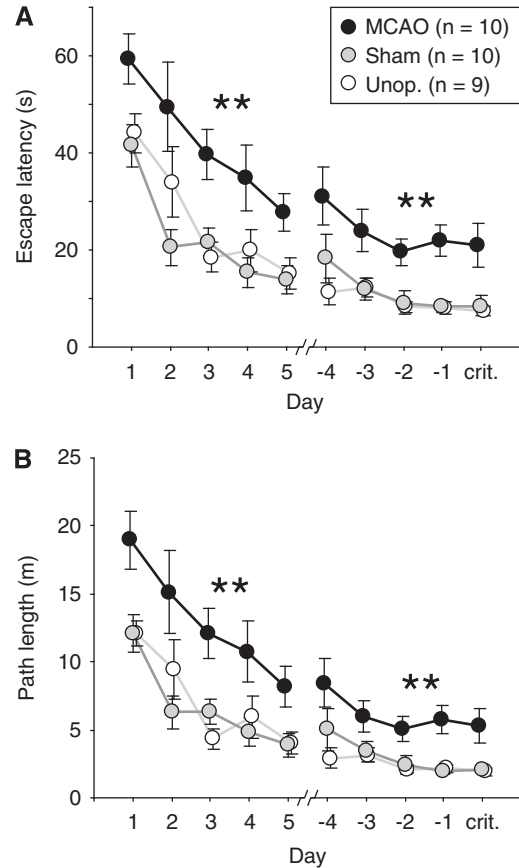 A
MCAO (n = 10)
Sham (n = 10)
Unop. (n = 9)
Escape latency (s)
60
40
20
0
**
**
1 2 3 4 5 -4 -3 -2 -1 crit.
Day
B
Path length (m)
25
20
15
10
5
0
**
**
1 2 3 4 5 -4 -3 -2 -1 crit.
Day